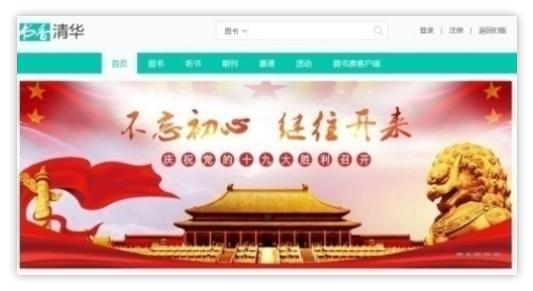 书香清华
图书
登录 | 注册 | 返回旧版
首页 图书 听书 期刊 慕课 活动 微书房客户端
不忘初心 继往开来
庆祝党的十九大胜利召开